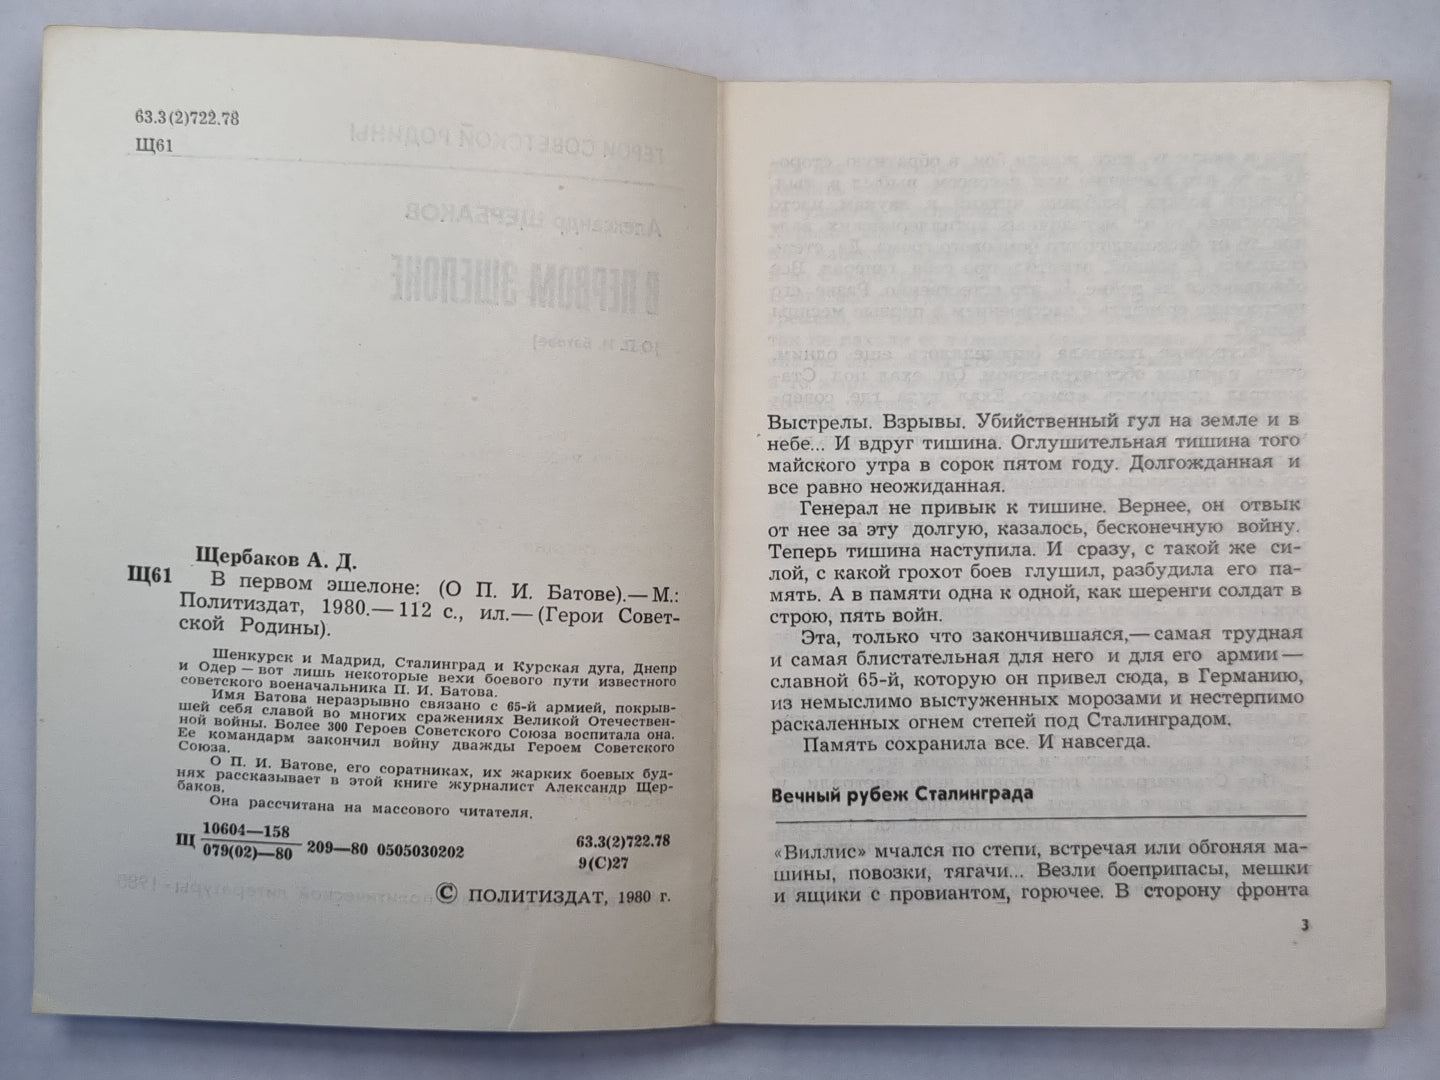 63.3(2)722.78
Щ61
Щербаков А. Д.
Щ61 В первом эшелоне: (О П. И. Батове).— М.:
Политиздат, 1980.— 112 с., ил.— (Герои Совет-
ской Родины).
Шенкурск и Мадрид, Сталинград и Курская дуга, Днепр
и Одер — вот лишь некоторые вехи боевого пути известного
советского военачальника П. И. Батова.
Имя Батова неразрывно связано с 65-й армией, покрыв-
шей себя славой во многих сражениях Великой Отечествен-
ной войны. Более 300 Героев Советского Союза воспитала она.
Ее командарм закончил войну дважды Героем Советского
Союза.
О П. И. Батове, его соратниках, их жарких боевых буд-
нях рассказывает в этой книге журналист Александр Щер-
баков.
Она рассчитана на массового читателя.
Щ 10604—158
079(02)—80 209—80 0505030202
63.3(2)722.78
9(С)27
© ПОЛИТИЗДАТ, 1980 г.
Выстрелы. Взрывы. Убийственный гул на земле и в
небе... И вдруг тишина. Оглушительная тишина того
майского утра в сорок пятом году. Долгожданная и
все равно неожиданная.
Генерал не привык к тишине. Вернее, он отвык
от нее за эту долгую, казалось, бесконечную войну.
Теперь тишина наступила. И сразу, с такой же си-
лой, с какой грохот боев глушил, разбудила его па-
мять. А в памяти одна к одной, как шеренги солдат в
строю, пять войн.
Эта, только что закончившаяся,— самая трудная
и самая блистательная для него и для его армии —
славной 65-й, которую он привел сюда, в Германию,
из немыслимо выстуженных морозами и нестерпимо
раскаленных огнем степей под Сталинградом.
Память сохранила все. И навсегда.
Вечный рубеж Сталинграда
«Виллис» мчался по степи, встречая или обгоняя ма-
шины, повозки, тягачи... Везли боеприпасы, мешки
и ящики с провиантом, горючее. В сторону фронта
3